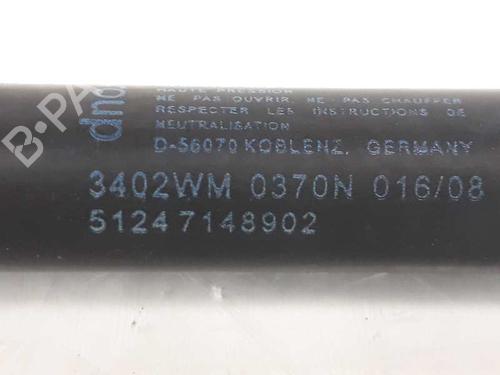 HAUTE PRESSION
NE PAS OUVRIR. NE PAS CHAUFFER
RESPECTER LES INSTRUCTIONS DE
NEUTRALISATION
D-56070 KOBLENZ, GERMANY
3402WM 0370N 016/08
51247148902
B-PA